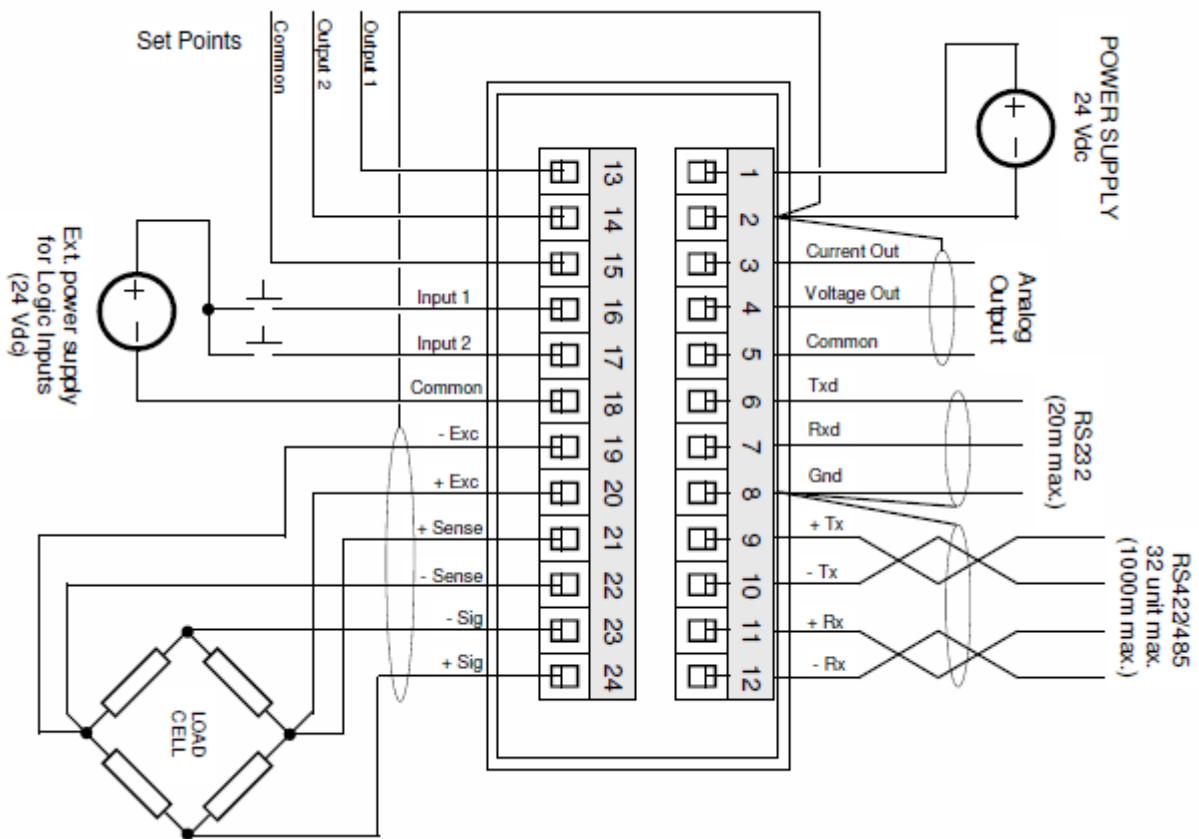 Set Points
Common
Output 2
Output 1
POWER SUPPLY
24 Vdc
+
−
13
14
15
16
17
18
19
20
21
22
23
24
1
2
3
4
5
6
7
8
9
10
11
12
Ext. power supply
for Logic Inputs
(24 Vdc)
+
−
Input 1
Input 2
Common
- Exc
+ Exc
+ Sense
- Sense
- Sig
+ Sig
LOAD
CELL
Current Out
Voltage Out
Common
Analog
Output
Txd
Rxd
Gnd
RS232
(20m max.)
+ Tx
- Tx
+ Rx
- Rx
RS422/485
32 unit max.
(1000m max.)